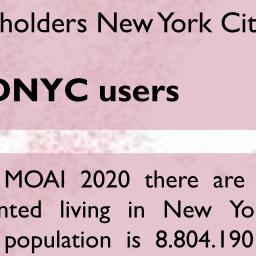 holders New York Cit
ONYC users
MOAI 2020 there are
nted living in New Yo
population is 8.804.190